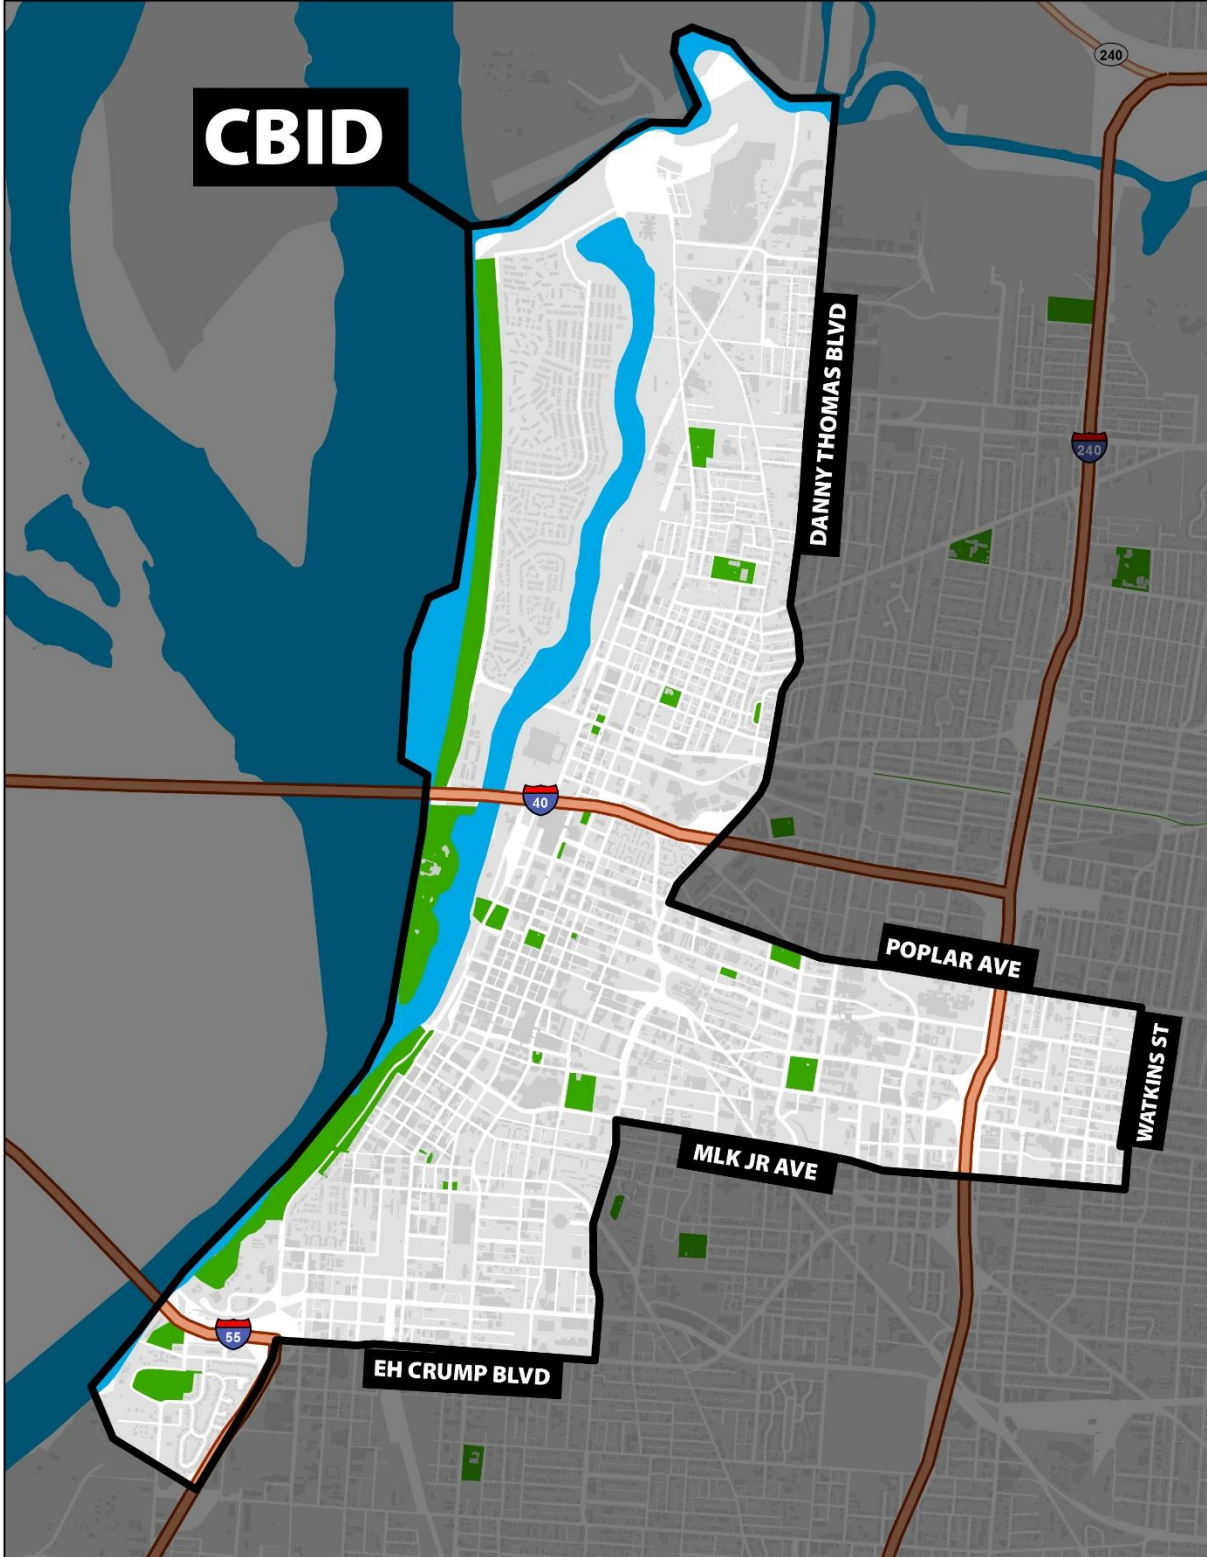 240
CBID
DANNY THOMAS BLVD
240
40
POPLAR AVE
WATKINS ST
MLK JR AVE
55
EH CRUMP BLVD